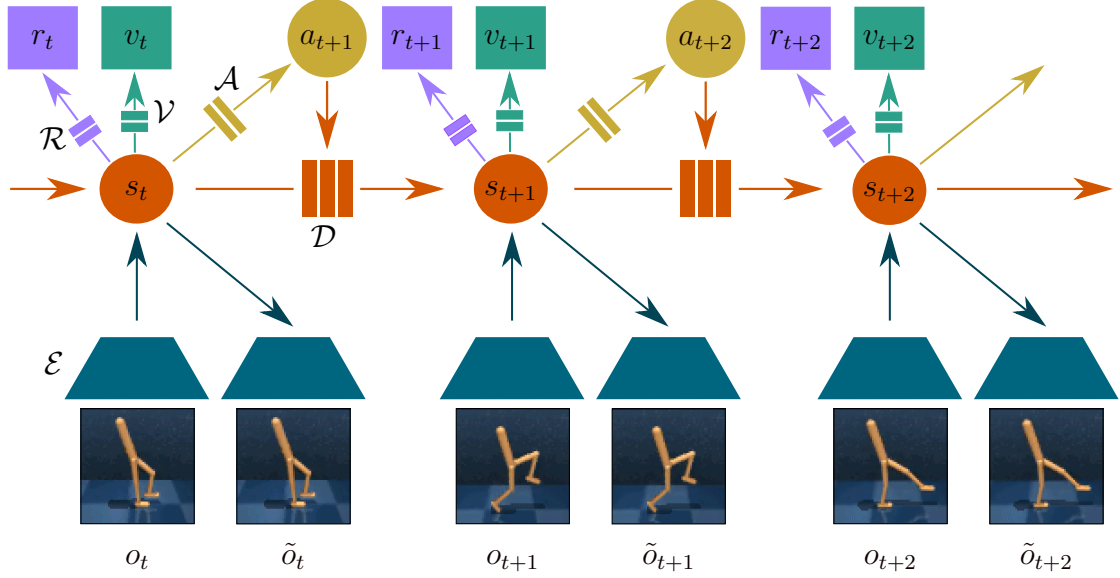 r_t v_t a_{t+1} r_{t+1} v_{t+1} a_{t+2} r_{t+2} v_{t+2}
𝒜
ℛ 𝒱
s_t s_{t+1} s_{t+2}
𝒟
ℰ
o_t õ_t o_{t+1} õ_{t+1} o_{t+2} õ_{t+2}